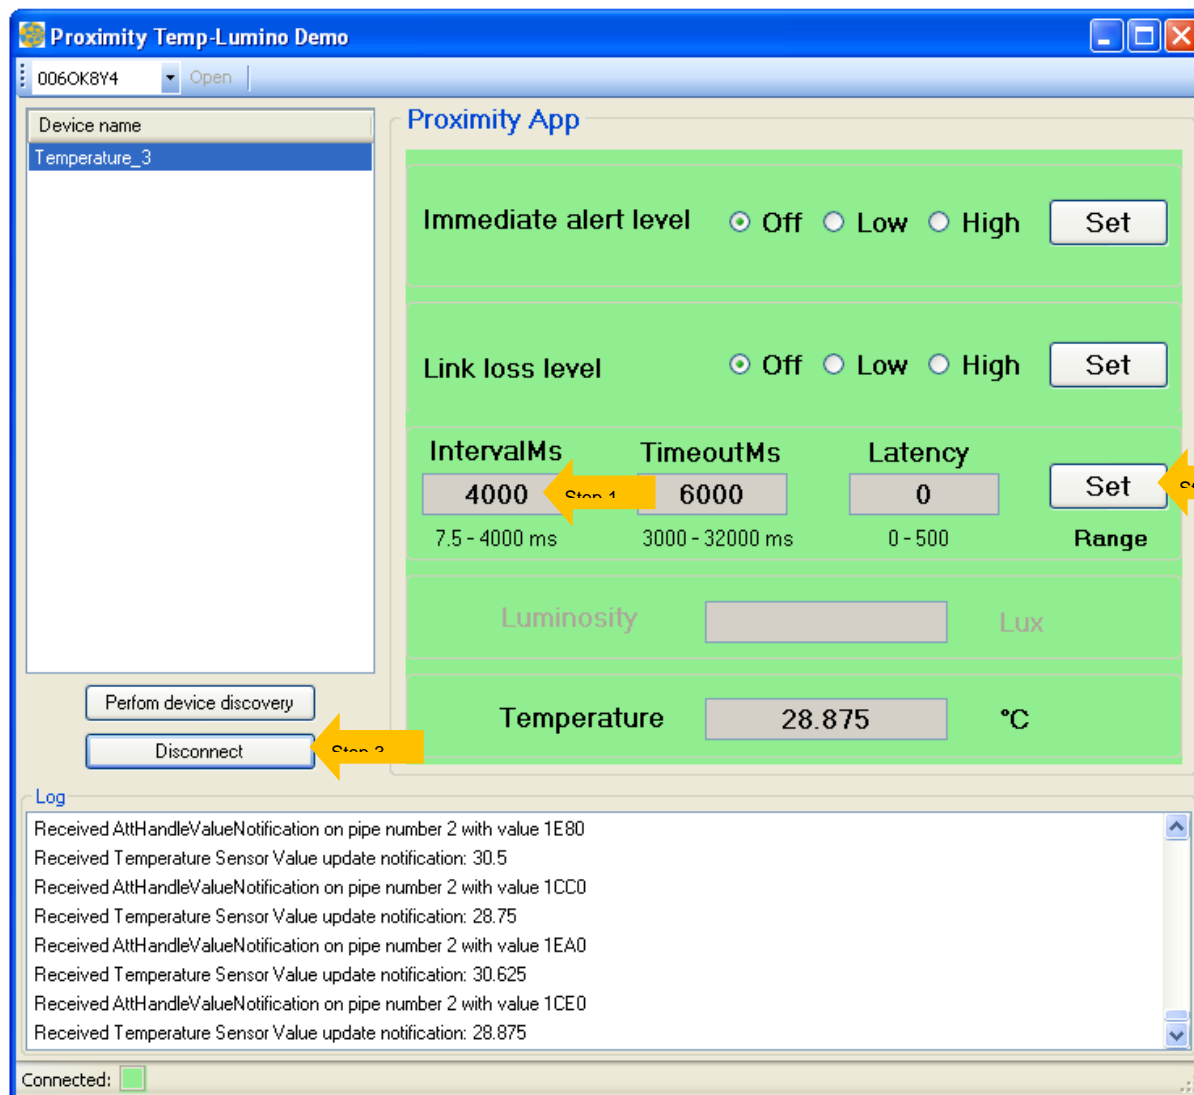 Proximity Temp-Lumino Demo
006OK8Y4 Open
Device name
Temperature_3
Proximity App
Immediate alert level Off Low High Set
Link loss level Off Low High Set
IntervalMs TimeoutMs Latency
4000 Step 1 6000 0 Set
7.5 - 4000 ms 3000 - 32000 ms 0 - 500 Range
Luminosity Lux
Temperature 28.875 °C
Perfom device discovery
Disconnect Step 3
Log
Received AttHandleValueNotification on pipe number 2 with value 1E80
Received Temperature Sensor Value update notification: 30.5
Received AttHandleValueNotification on pipe number 2 with value 1CC0
Received Temperature Sensor Value update notification: 28.75
Received AttHandleValueNotification on pipe number 2 with value 1EA0
Received Temperature Sensor Value update notification: 30.625
Received AttHandleValueNotification on pipe number 2 with value 1CE0
Received Temperature Sensor Value update notification: 28.875
Connected: